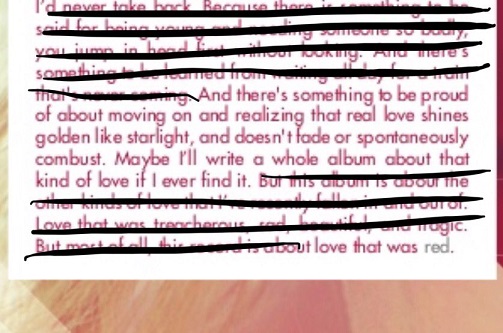 I'd never take back. Because there is something to be
said for being young and needing someone so badly,
you jump in head first without looking. And there's
something to be learned from waiting all day for a train
that's never coming. And there's something to be proud
of about moving on and realizing that real love shines
golden like starlight, and doesn't fade or spontaneously
combust. Maybe I'll write a whole album about that
kind of love if I ever find it. But this album is about the
other kinds of love that I've recently fallen in and out of.
Love that was treacherous, sad, beautiful, and tragic.
But most of all, this record is about love that was red.